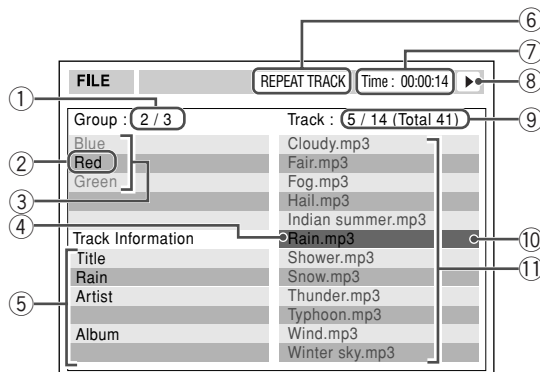 6
7
FILE REPEAT TRACK Time : 00:00:14
8
1
Group : 2 / 3 Track : 5 / 14 (Total 41)
9
Blue Cloudy.mp3
2
Red Fair.mp3
Green Fog.mp3
3
Hail.mp3
4
Indian summer.mp3
Track Information Rain.mp3
10
Title Shower.mp3
11
Rain Snow.mp3
5
Artist Thunder.mp3
Typhoon.mp3
Album Wind.mp3
Winter sky.mp3